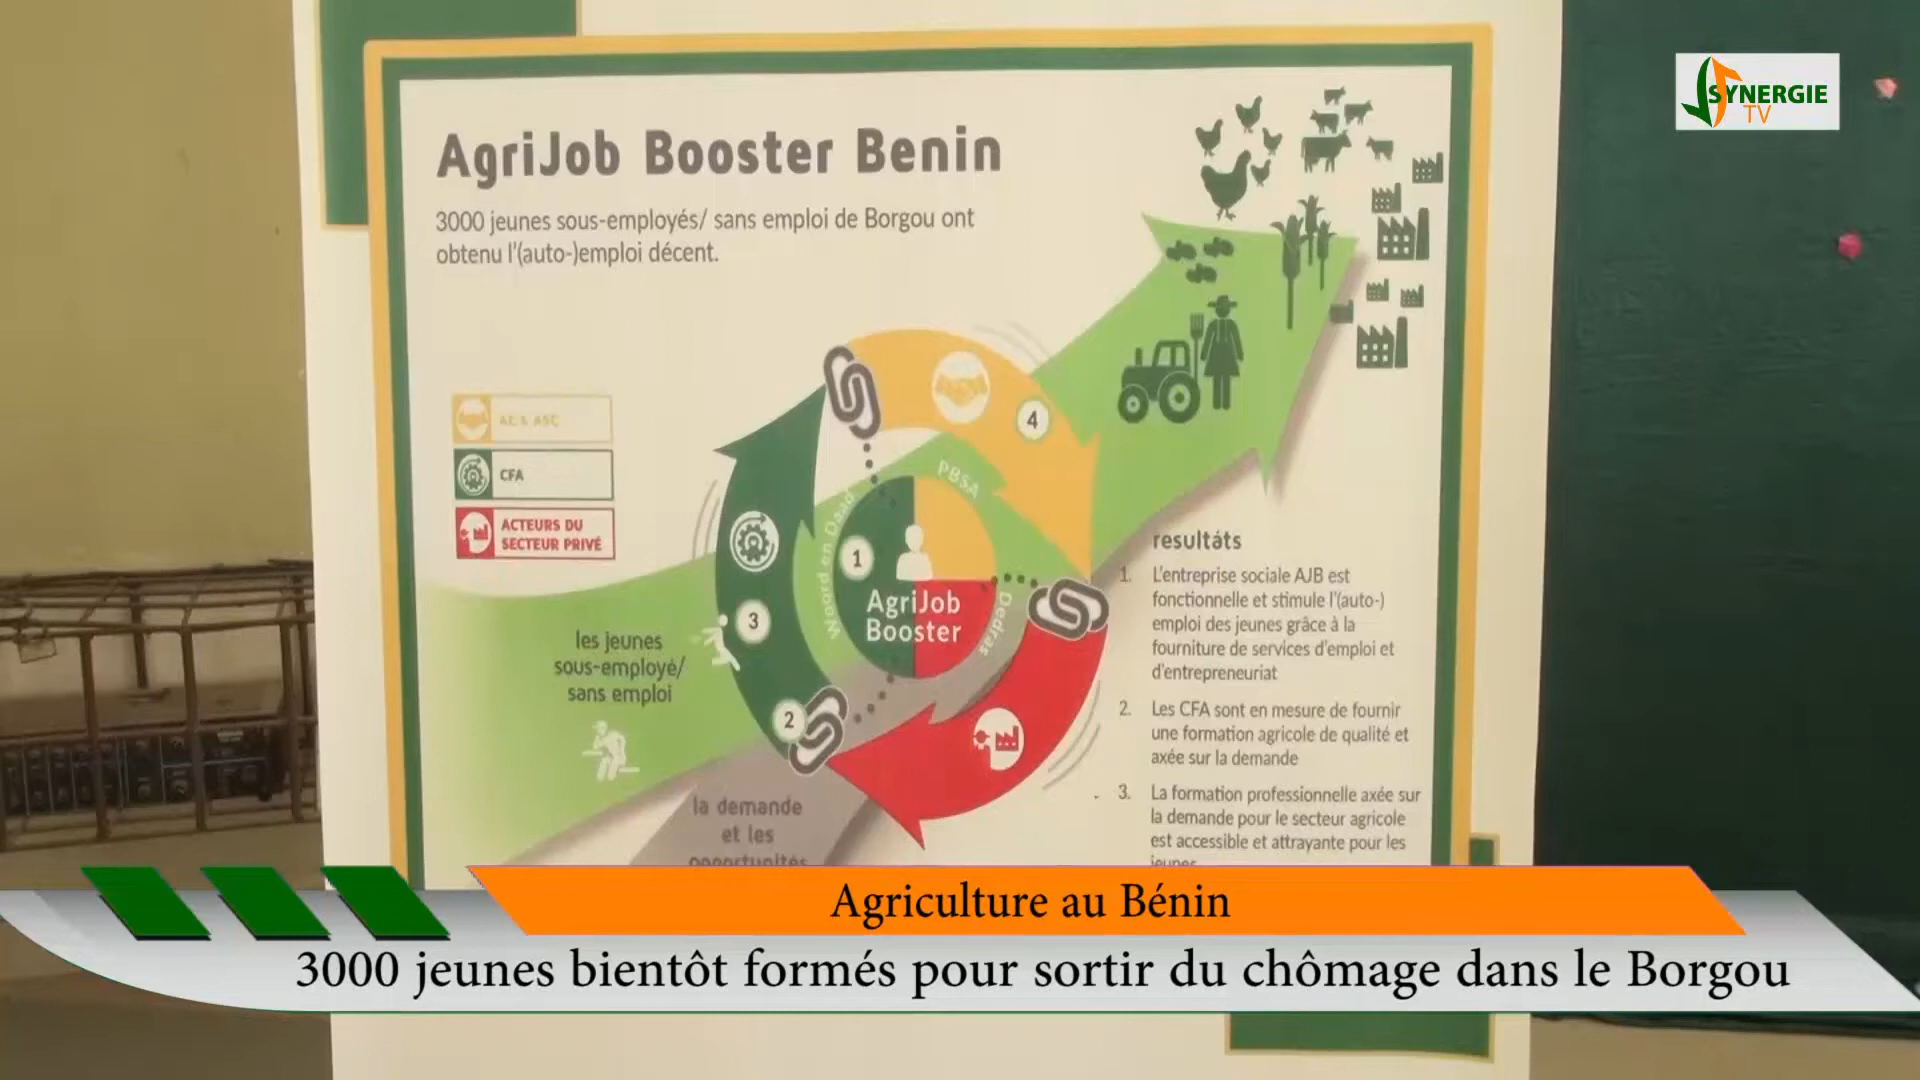 SYNERGIE
TV
AgriJob Booster Benin
3000 jeunes sous-employés/ sans emploi de Borgou ont
obtenu l'(auto-)emploi décent.
AE & ASC
CFA
ACTEURS DU
SECTEUR PRIVÉ
4
PBSA
Woord en Daad
1
AgriJob
Booster
Dedras
3
2
les jeunes
sous-employé/
sans emploi
la demande
et les
opportunités
resultáts
1. L'entreprise sociale AJB est
fonctionnelle et stimule l'(auto-)
emploi des jeunes grâce à la
fourniture de services d'emploi et
d'entrepreneuriat
2. Les CFA sont en mesure de fournir
une formation agricole de qualité et
axée sur la demande
3. La formation professionnelle axée sur
la demande pour le secteur agricole
est accessible et attrayante pour les
jeunes
Agriculture au Bénin
3000 jeunes bientôt formés pour sortir du chômage dans le Borgou